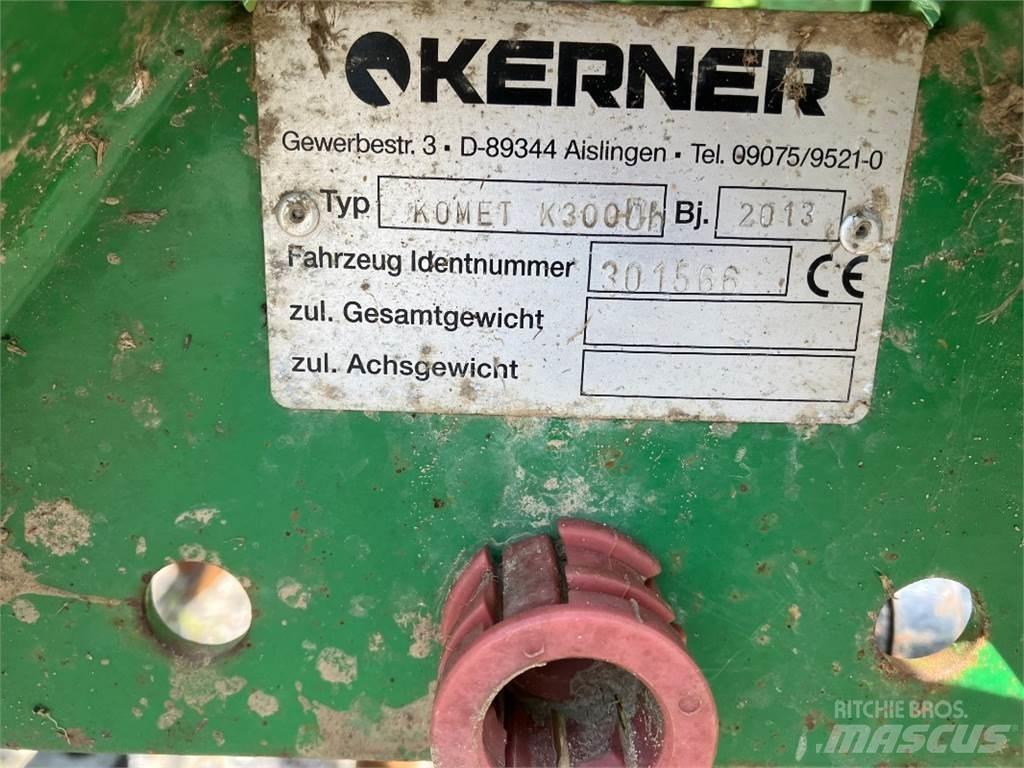 KERNER
Gewerbestr. 3 · D-89344 Aislingen · Tel. 09075/9521-0
Typ KOMET K300Üh Bj. 2013
Fahrzeug Identnummer 301566 CE
zul. Gesamtgewicht
zul. Achsgewicht
RITCHIE BROS.
MASCUS